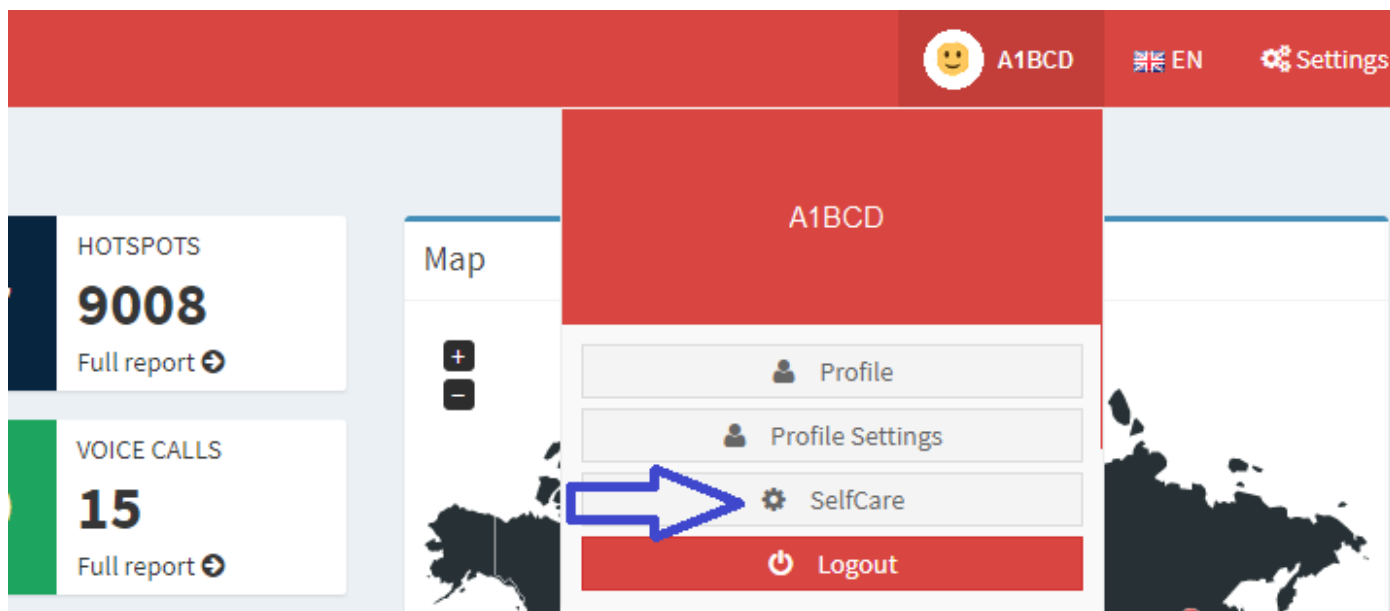 A1BCD
EN
Settings
A1BCD
HOTSPOTS
9008
Full report
Map
+
−
Profile
Profile Settings
SelfCare
Logout
VOICE CALLS
15
Full report